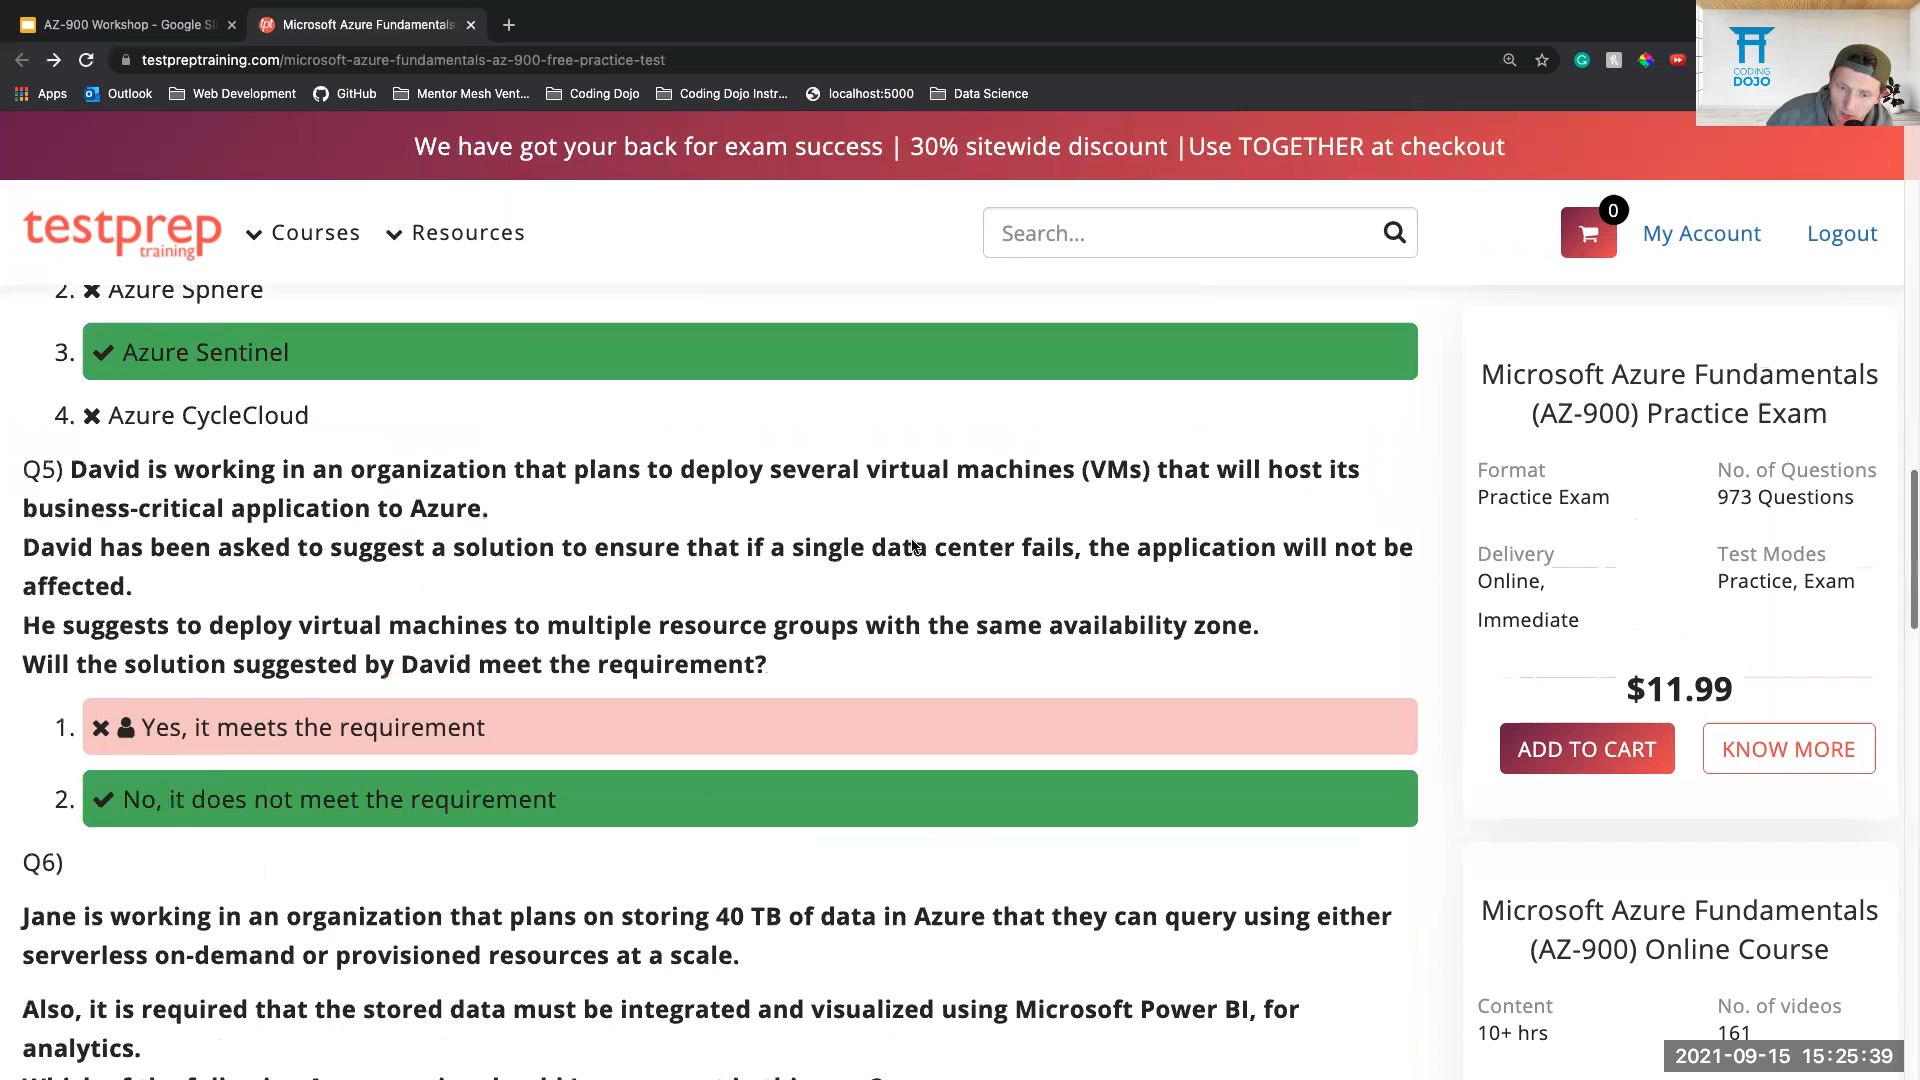 AZ-900 Workshop - Google Sl
Microsoft Azure Fundamentals
testpreptraining.com/microsoft-azure-fundamentals-az-900-free-practice-test
Apps
Outlook
Web Development
GitHub
Mentor Mesh Vent...
Coding Dojo
Coding Dojo Instr...
localhost:5000
Data Science
CODING
DOJO
We have got your back for exam success | 30% sitewide discount |Use TOGETHER at checkout
testprep
training
Courses
Resources
Search...
0
My Account
Logout
2. Azure Sphere
3. Azure Sentinel
4. Azure CycleCloud
Q5) David is working in an organization that plans to deploy several virtual machines (VMs) that will host its
business-critical application to Azure.
David has been asked to suggest a solution to ensure that if a single data center fails, the application will not be
affected.
He suggests to deploy virtual machines to multiple resource groups with the same availability zone.
Will the solution suggested by David meet the requirement?
1. Yes, it meets the requirement
2. No, it does not meet the requirement
Q6)
Jane is working in an organization that plans on storing 40 TB of data in Azure that they can query using either
serverless on-demand or provisioned resources at a scale.
Also, it is required that the stored data must be integrated and visualized using Microsoft Power BI, for
analytics.
Microsoft Azure Fundamentals
(AZ-900) Practice Exam
Format
No. of Questions
Practice Exam
973 Questions
Delivery
Test Modes
Online,
Practice, Exam
Immediate
$11.99
ADD TO CART
KNOW MORE
Microsoft Azure Fundamentals
(AZ-900) Online Course
Content
No. of videos
10+ hrs
161
2021-09-15 15:25:39